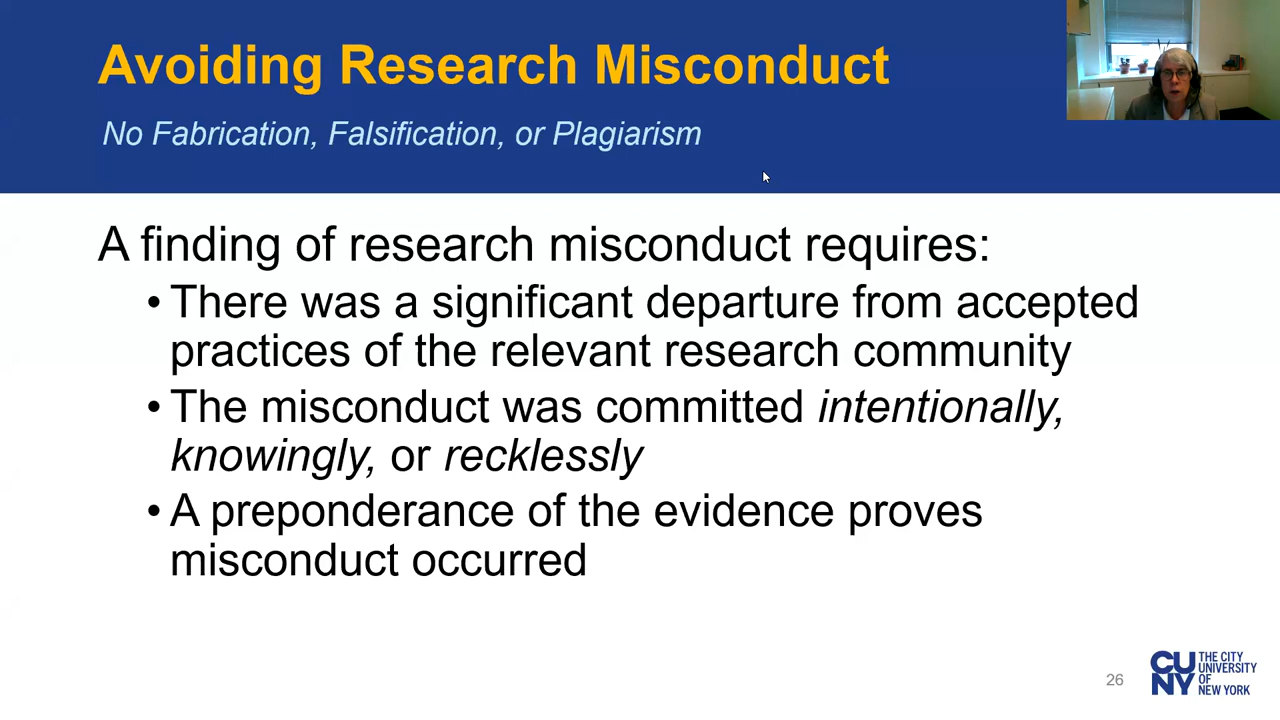 Avoiding Research Misconduct
No Fabrication, Falsification, or Plagiarism
A finding of research misconduct requires:
• There was a significant departure from accepted
practices of the relevant research community
• The misconduct was committed intentionally,
knowingly, or recklessly
• A preponderance of the evidence proves
misconduct occurred
26
CU
NY
THE CITY
UNIVERSITY
OF
NEW YORK